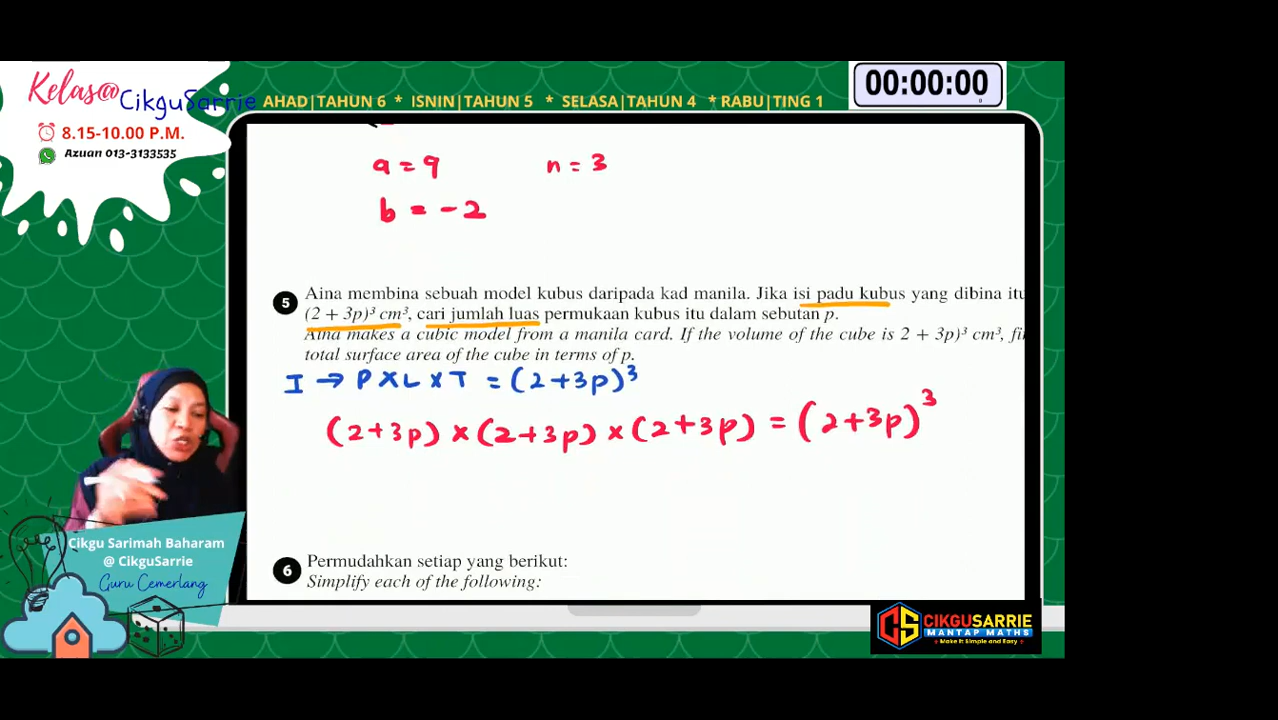 Kelas@CikguSarrie
8.15-10.00 P.M.
Azuan 013-3133535
AHAD|TAHUN 6 * ISNIN|TAHUN 5 * SELASA|TAHUN 4 * RABU|TING 1
00:00:00
a = 9 n = 3
b = -2
5 Aina membina sebuah model kubus daripada kad manila. Jika isi padu kubus yang dibina itu
(2 + 3p)³ cm³, cari jumlah luas permukaan kubus itu dalam sebutan p.
Aina makes a cubic model from a manila card. If the volume of the cube is 2 + 3p)³ cm³, fi
total surface area of the cube in terms of p.
I → P × L × T = (2+3p)³
(2+3p) × (2+3p) × (2+3p) = (2+3p)³
6 Permudahkan setiap yang berikut:
Simplify each of the following:
Cikgu Sarimah Baharam
@ CikguSarrie
Guru Cemerlang
CS CIKGUSARRIE
MANTAP MATHS
Make It Simple and Easy